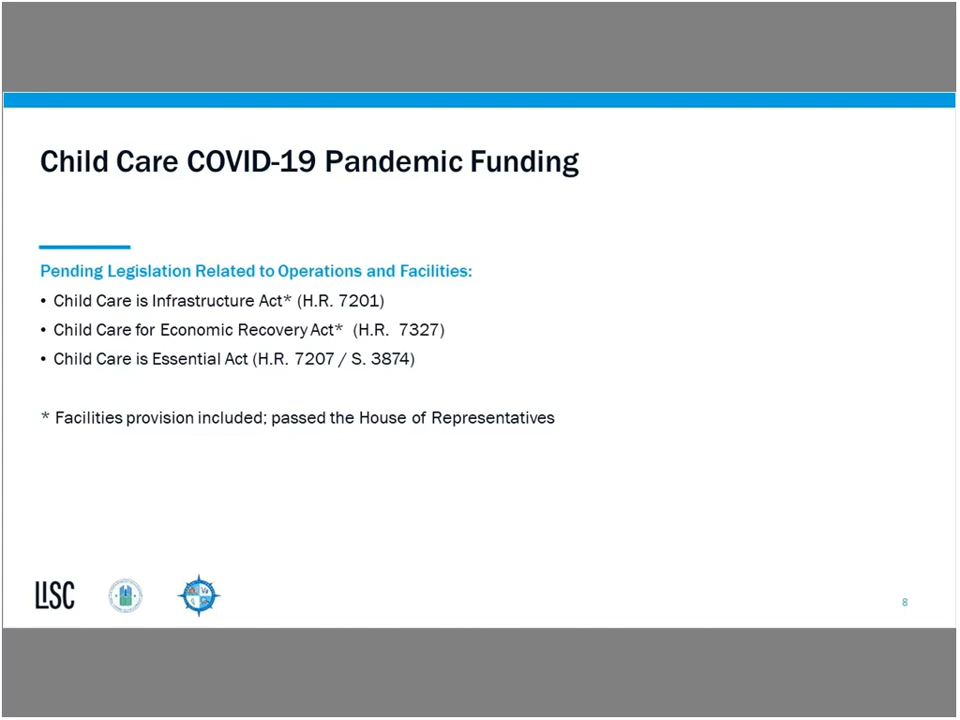 Child Care COVID-19 Pandemic Funding
Pending Legislation Related to Operations and Facilities:
• Child Care is Infrastructure Act* (H.R. 7201)
• Child Care for Economic Recovery Act* (H.R. 7327)
• Child Care is Essential Act (H.R. 7207 / S. 3874)
* Facilities provision included; passed the House of Representatives
LISC
8